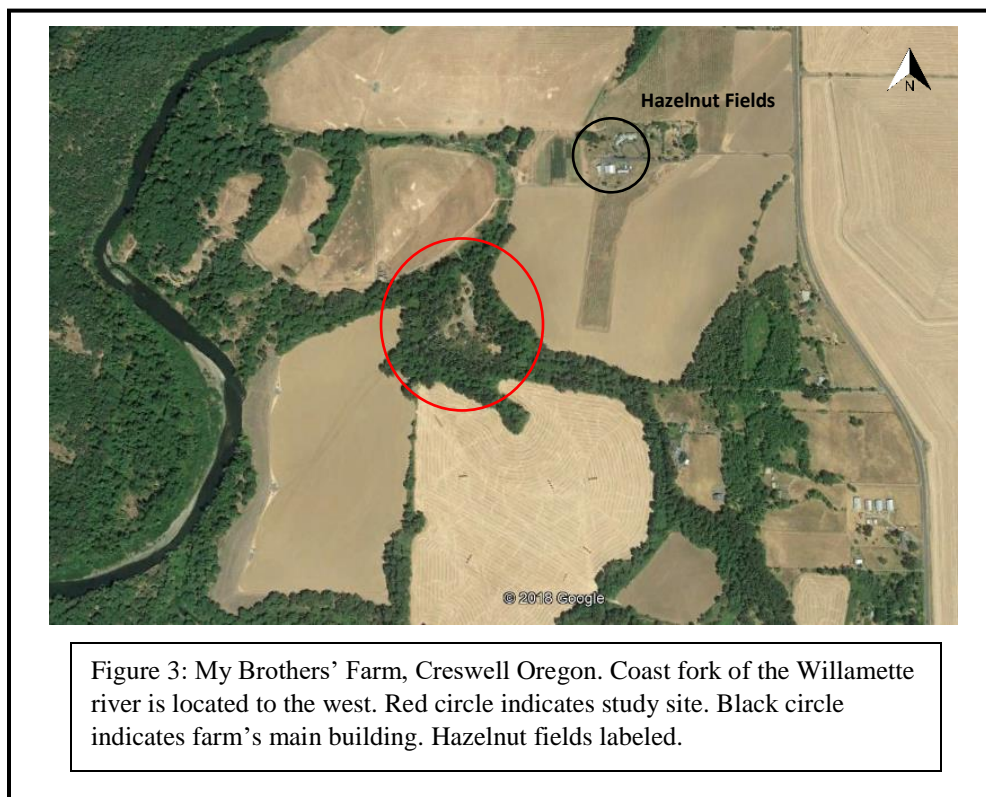 Hazelnut Fields
N
© 2018 Google
Figure 3: My Brothers’ Farm, Creswell Oregon. Coast fork of the Willamette
river is located to the west. Red circle indicates study site. Black circle
indicates farm’s main building. Hazelnut fields labeled.